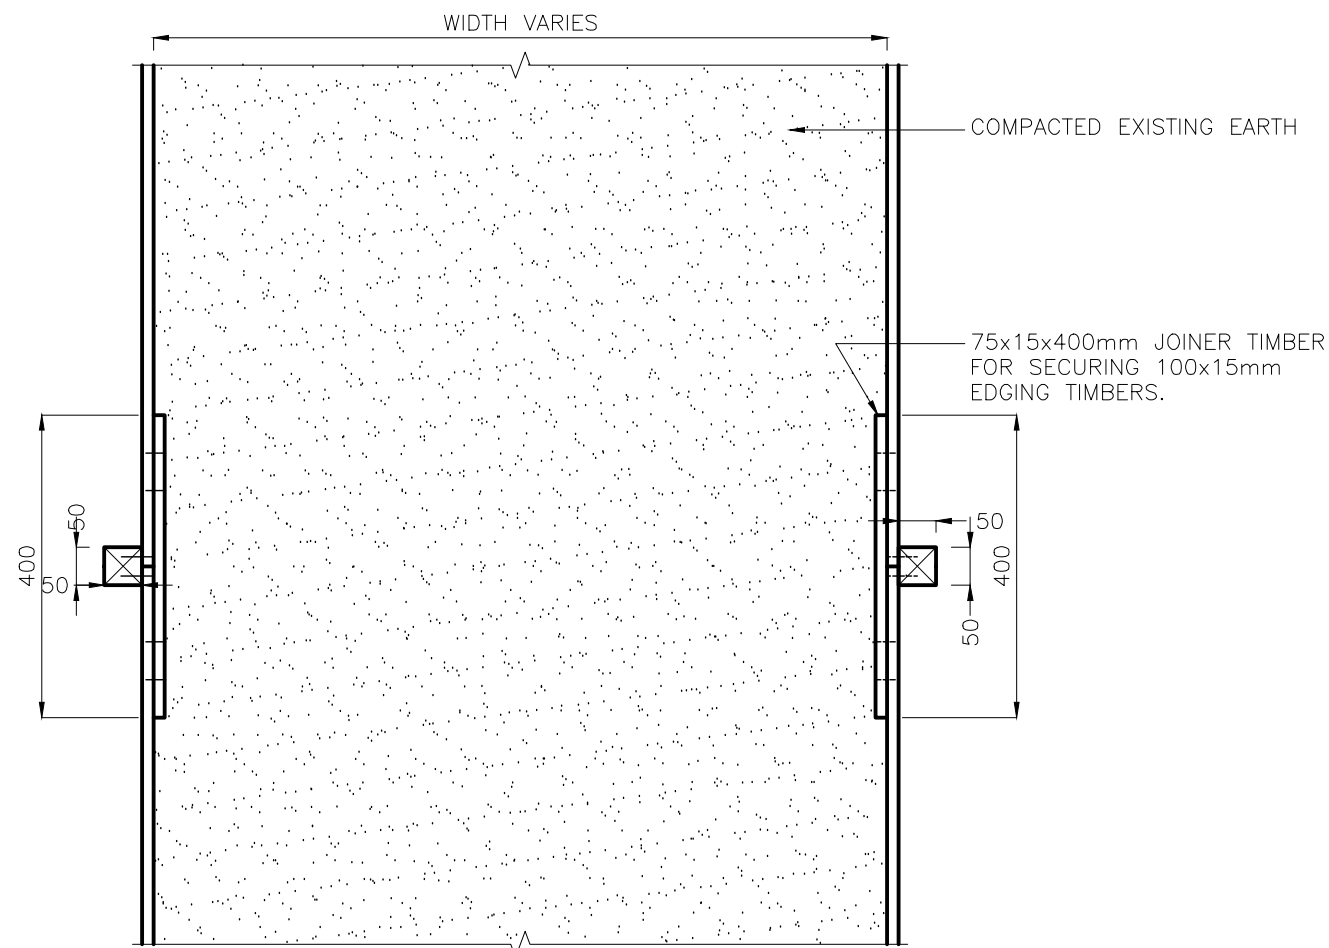 WIDTH VARIES
COMPACTED EXISTING EARTH
75x15x400mm JOINER TIMBER
FOR SECURING 100x15mm
EDGING TIMBERS.
400
50
50
50
400
50